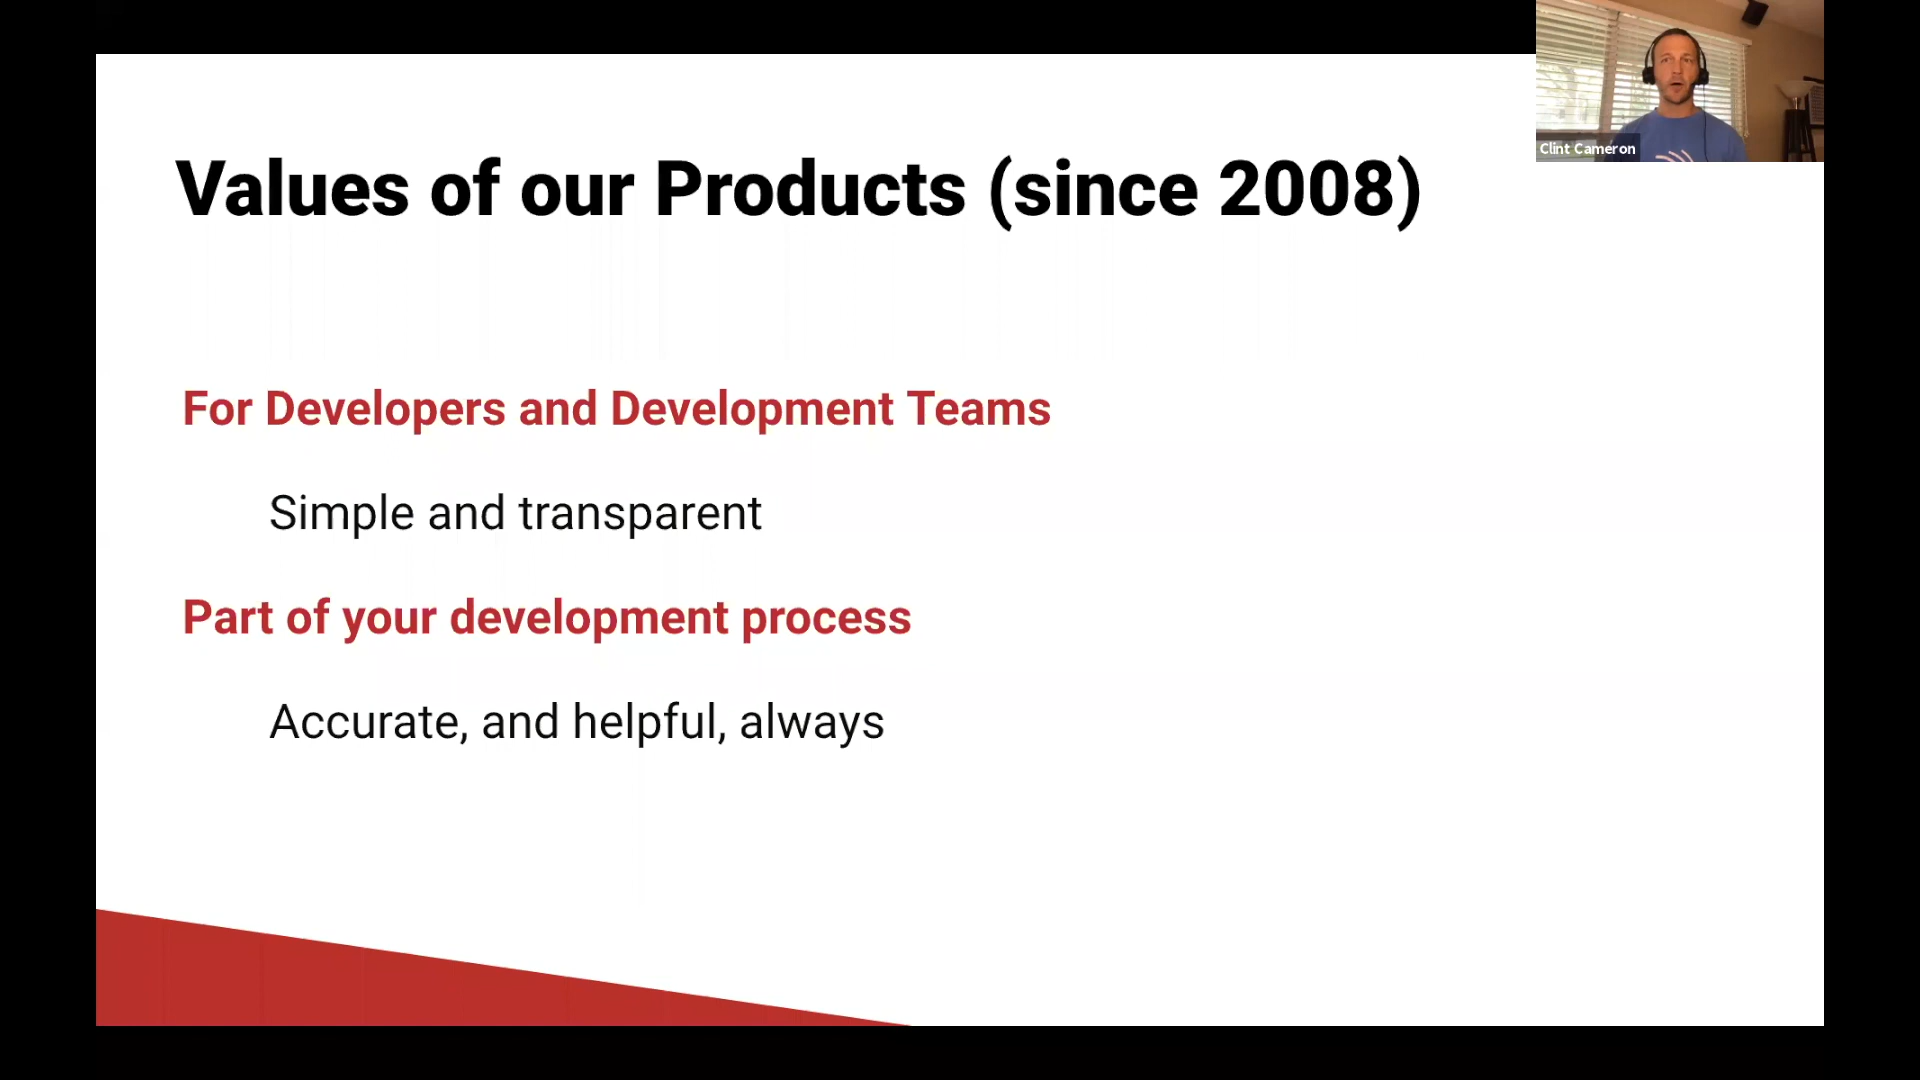 Clint Cameron
Values of our Products (since 2008)
For Developers and Development Teams
Simple and transparent
Part of your development process
Accurate, and helpful, always